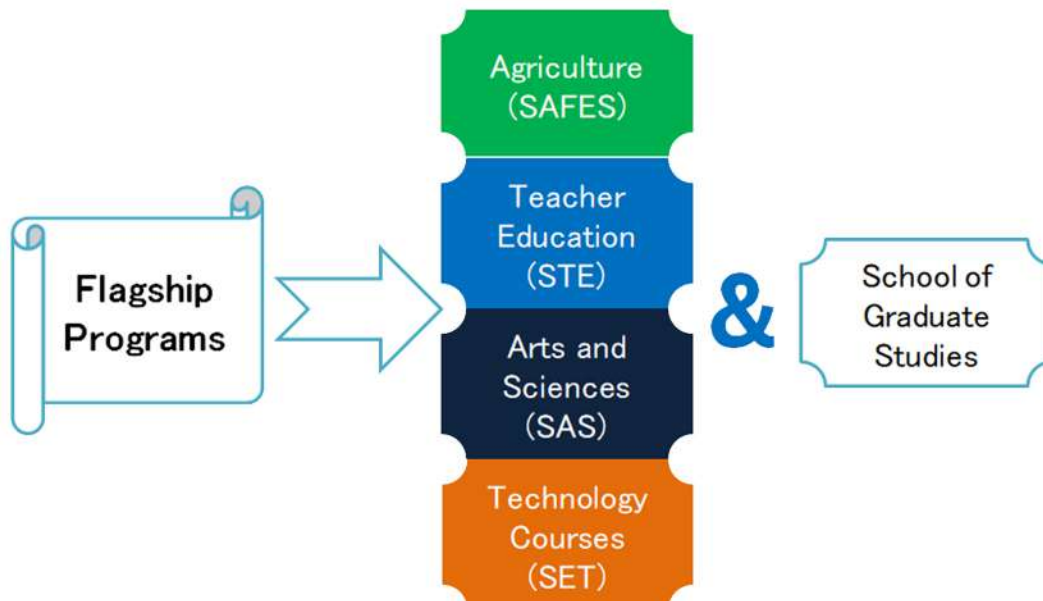 Flagship
Programs
Agriculture
(SAFES)
Teacher
Education
(STE)
Arts and
Sciences
(SAS)
Technology
Courses
(SET)
&
School of
Graduate
Studies